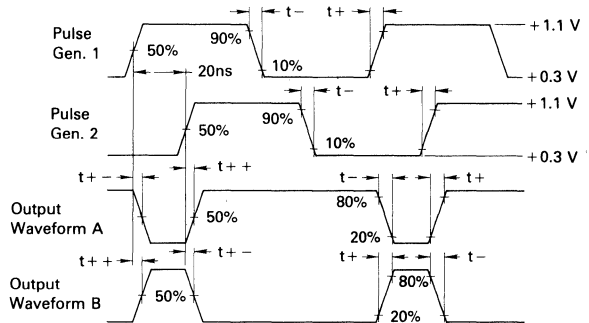 t− t+
Pulse
Gen. 1
50%
90%
10%
+1.1 V
+0.3 V
20ns
Pulse
Gen. 2
50%
90%
10%
t−
t+
+1.1 V
+0.3 V
t+−
t++
Output
Waveform A
50%
t−
t+
80%
20%
t++
t+−
Output
Waveform B
50%
t+
t−
80%
20%